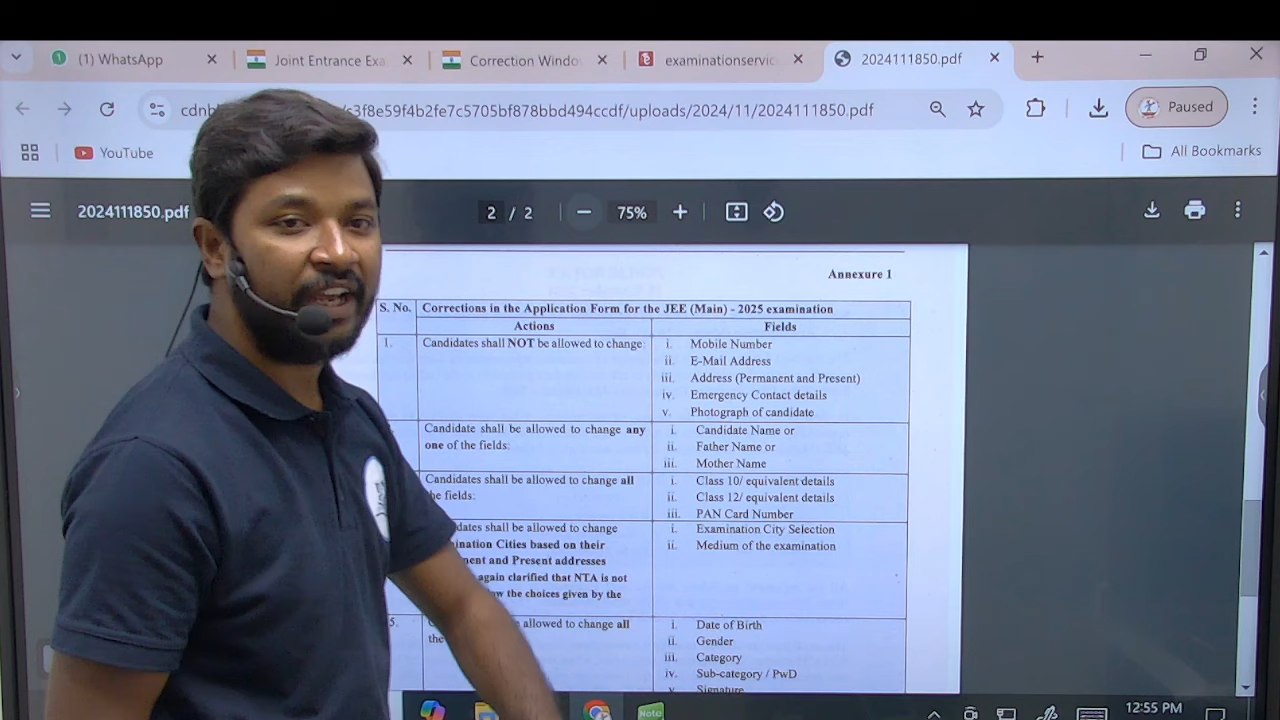 (1) WhatsApp
Joint Entrance Exa
Correction Windo
examinationservic
2024111850.pdf
c3f8e59f4b2fe7c5705bf878bbd494ccdf/uploads/2024/11/2024111850.pdf
Paused
YouTube
All Bookmarks
2024111850.pdf
2 / 2
75%
Annexure 1
S. No. Corrections in the Application Form for the JEE (Main) - 2025 examination
Actions Fields
1. Candidates shall NOT be allowed to change: i. Mobile Number
ii. E-Mail Address
iii. Address (Permanent and Present)
iv. Emergency Contact details
v. Photograph of candidate
Candidate shall be allowed to change any i. Candidate Name or
one of the fields: ii. Father Name or
iii. Mother Name
Candidates shall be allowed to change all i. Class 10/ equivalent details
he fields: ii. Class 12/ equivalent details
iii. PAN Card Number
dates shall be allowed to change i. Examination City Selection
ination Cities based on their ii. Medium of the examination
nent and Present addresses
again clarified that NTA is not
ow the choices given by the
5. allowed to change all i. Date of Birth
the ii. Gender
iii. Category
iv. Sub-category / PwD
v. Signature
Note
12:55 PM